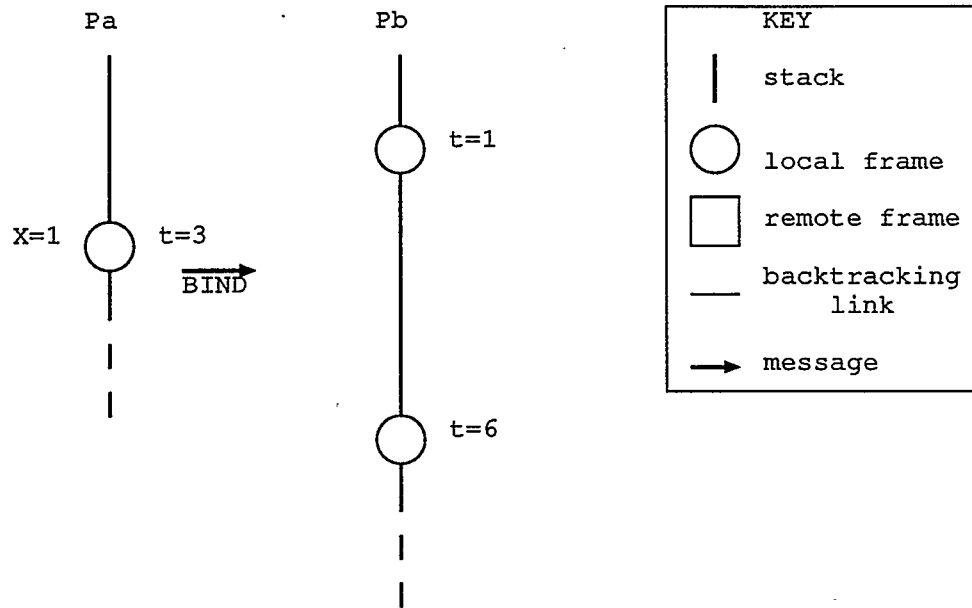 Pa
Pb
t=1
X=1
t=3
BIND
t=6
KEY
stack
local frame
remote frame
backtracking
link
message